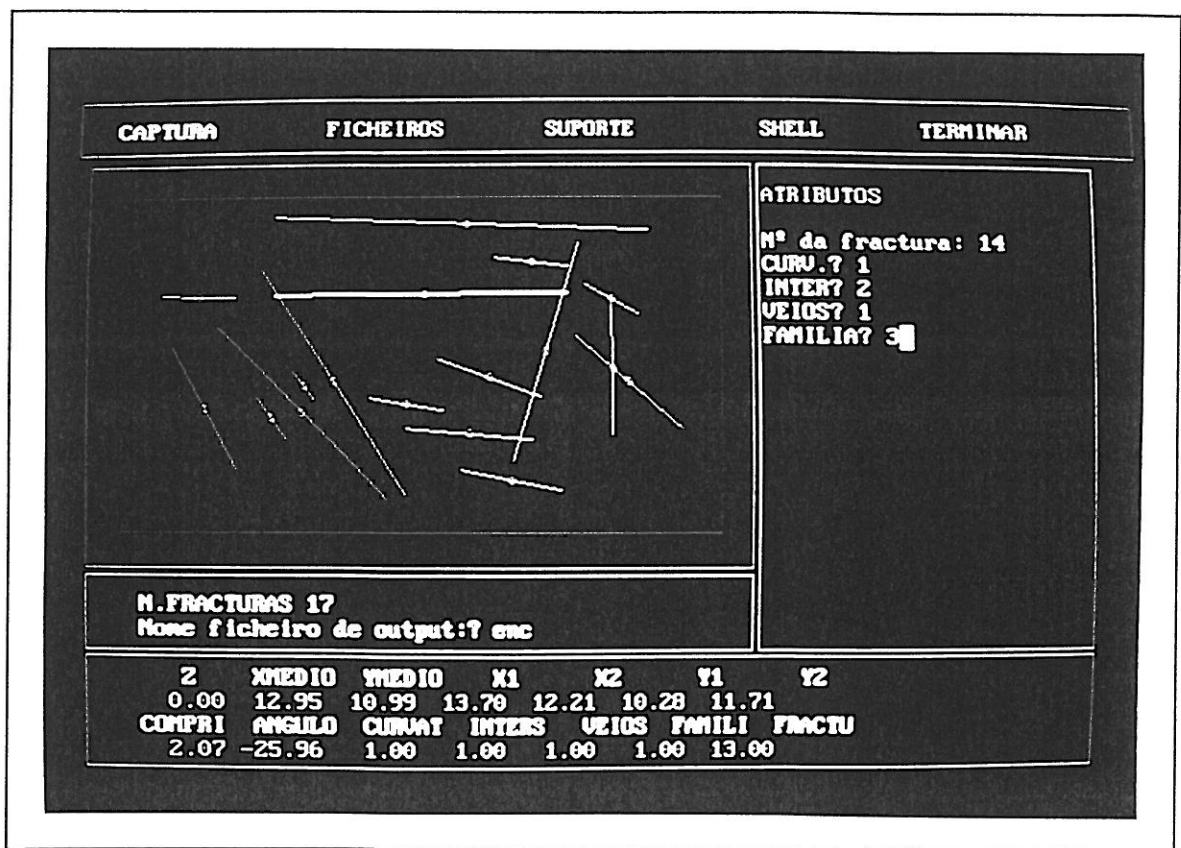 CAPTURA FICHEIROS SUPORTE SHELL TERMINAR
ATRIBUTOS
Nº da fractura: 14
CURV.? 1
INTER? 2
VEIOS? 1
FAMILIA? 3
N.FRACTURAS 17
Nome ficheiro de output:? enc
Z XMEDIO YMEDIO X1 X2 Y1 Y2
0.00 12.95 10.99 13.70 12.21 10.28 11.71
COMPRI ANGULO CURVAT INTERS VEIOS FAMILI FRACTU
2.07 -25.96 1.00 1.00 1.00 1.00 13.00